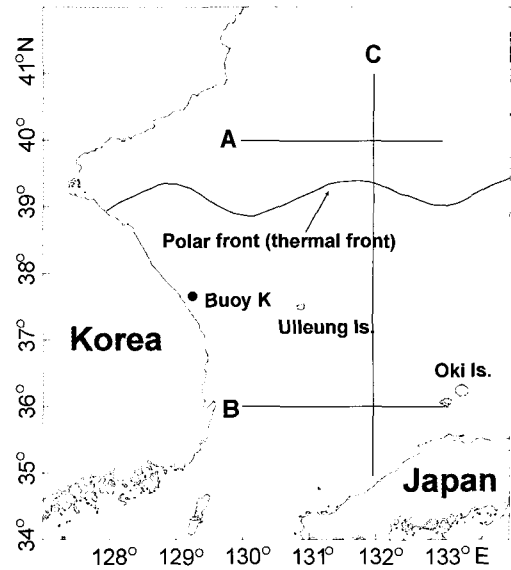 C
41°N
A
40°
39°
Polar front (thermal front)
38°
Buoy K
Ulleung Is.
37°
Korea
Oki Is.
36°
B
35°
Japan
34°
128° 129° 130° 131° 132° 133° E